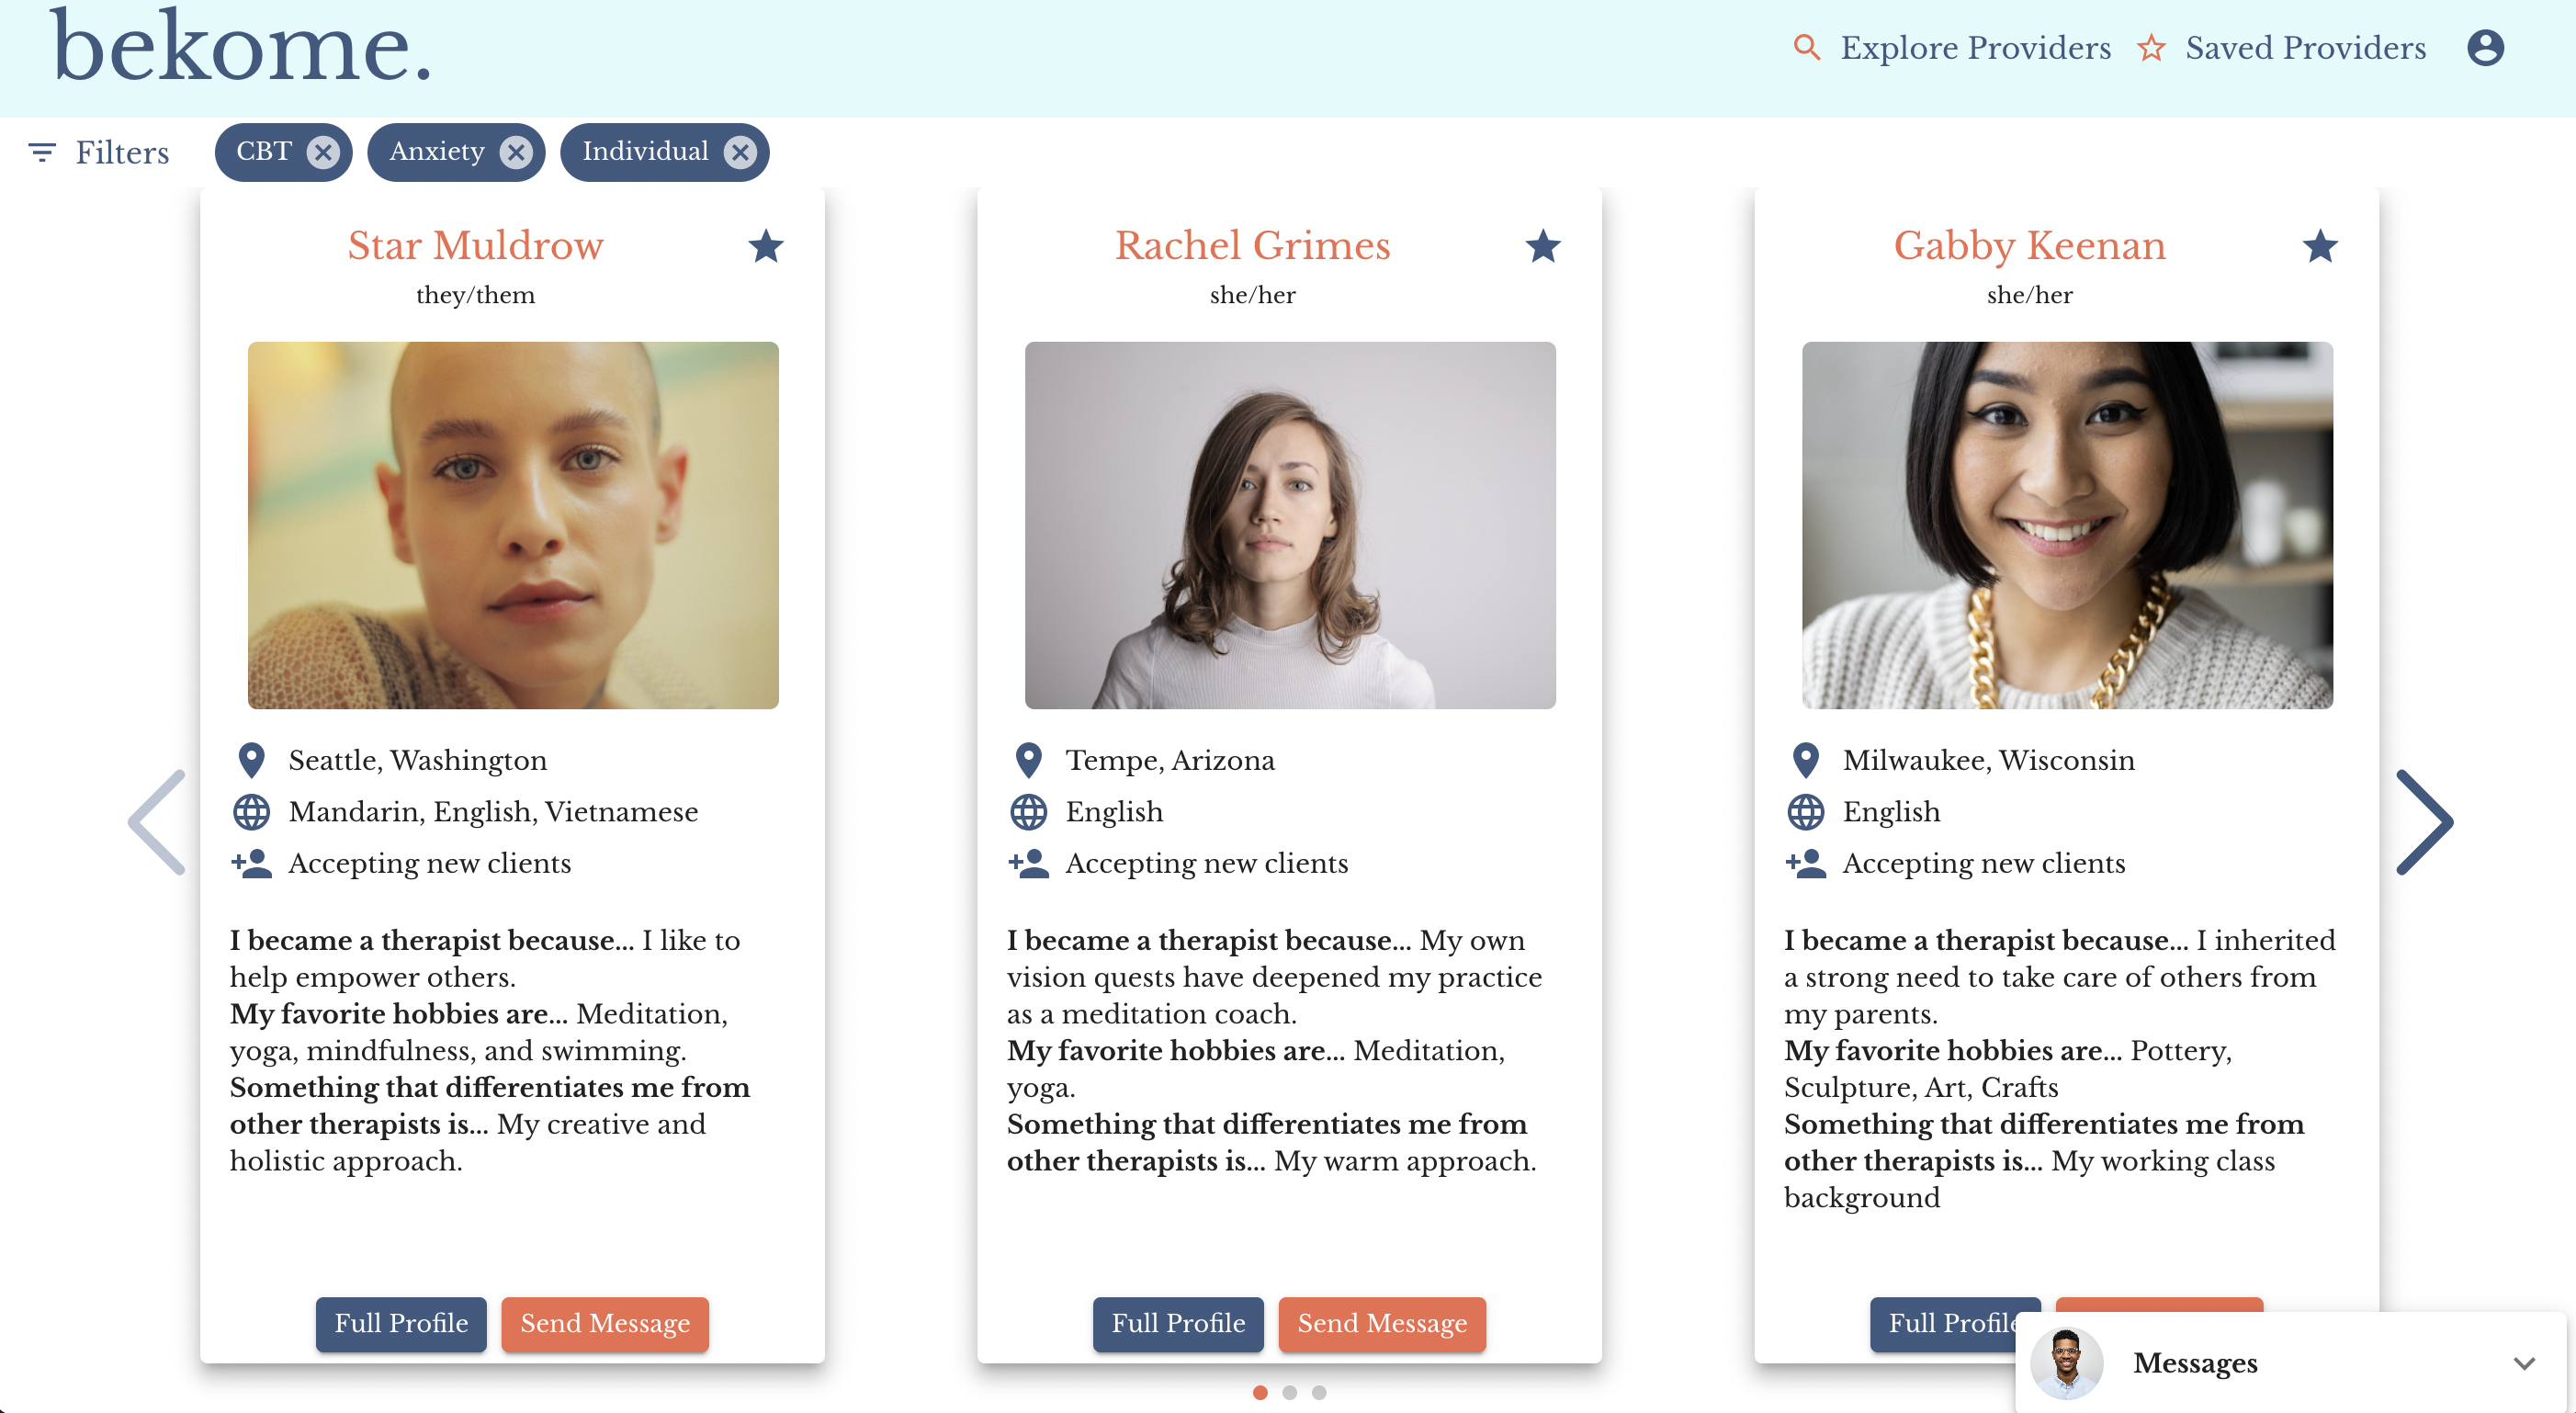 bekome.
Explore Providers
Saved Providers
Filters
CBT
Anxiety
Individual
Star Muldrow
they/them
Seattle, Washington
Mandarin, English, Vietnamese
Accepting new clients
I became a therapist because... I like to
help empower others.
My favorite hobbies are... Meditation,
yoga, mindfulness, and swimming.
Something that differentiates me from
other therapists is... My creative and
holistic approach.
Full Profile
Send Message
Rachel Grimes
she/her
Tempe, Arizona
English
Accepting new clients
I became a therapist because... My own
vision quests have deepened my practice
as a meditation coach.
My favorite hobbies are... Meditation,
yoga.
Something that differentiates me from
other therapists is... My warm approach.
Full Profile
Send Message
Gabby Keenan
she/her
Milwaukee, Wisconsin
English
Accepting new clients
I became a therapist because... I inherited
a strong need to take care of others from
my parents.
My favorite hobbies are... Pottery,
Sculpture, Art, Crafts
Something that differentiates me from
other therapists is... My working class
background
Full Profile
Messages